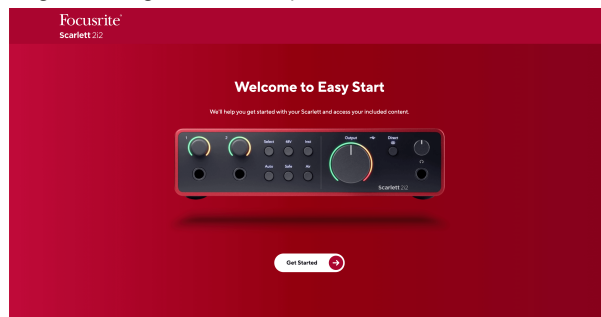 Focusrite®
Scarlett 2i2
Welcome to Easy Start
We'll help you get started with your Scarlett and access your included content.
1 2 Select 48V Inst Output Direct
Auto Safe Air
Scarlett 2i2
Get Started